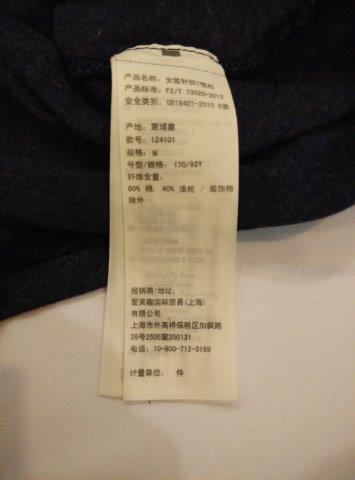 产品名称: 女装针织T恤衫
产品标准: FZ/T 73020-2012
安全类别: GB18401-2010 B类
产地: 柬埔寨
款号: 1Z4101
规格: M
号型/规格: 170/92Y
纤维含量:
60% 棉, 40% 涤纶 / 装饰物
除外
经销商/地址:
爱芙趣国际贸易(上海)
有限公司
上海市外高桥保税区加枫路
28号2505室200131
电话: 10-800-712-3169
计量单位: 件